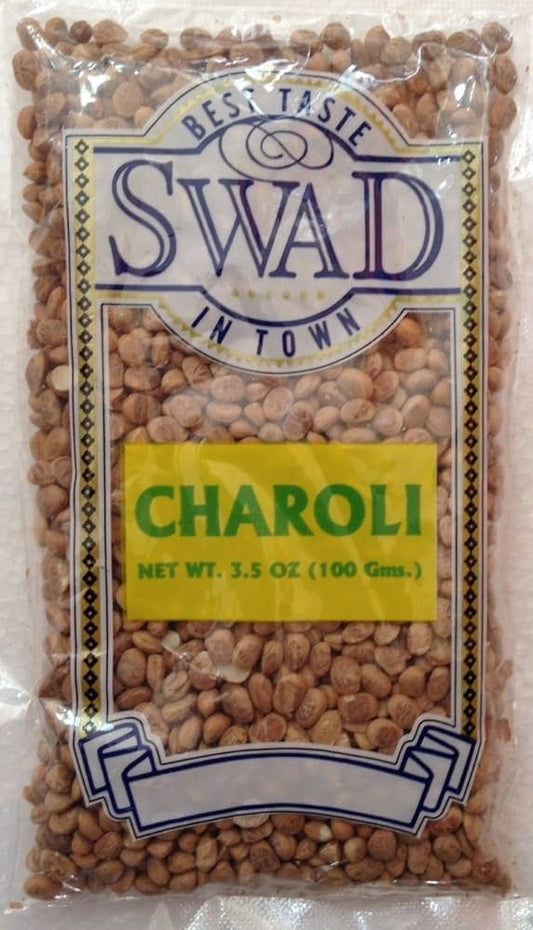 BEST TASTE
SWAD
IN TOWN
CHAROLI
NET WT. 3.5 OZ (100 Gms.)